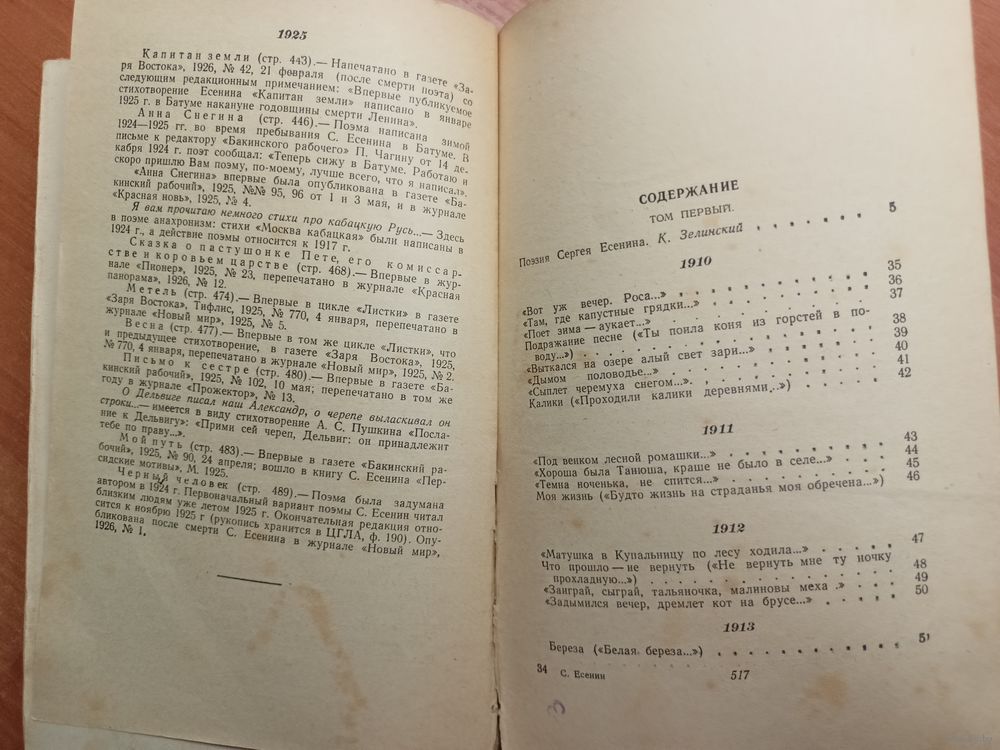 1925
Капитан земли (стр. 443).— Напечатано в газете «За-
ря Востока», 1926, № 42, 21 февраля (после смерти поэта) со
следующим редакционным примечанием: «Впервые публикуемое
стихотворение Есенина «Капитан земли» написано в январе
1925 г. в Батуме накануне годовщины смерти Ленина».
Анна Снегина (стр. 446).— Поэма написана зимой
1924—1925 гг. во время пребывания С. Есенина в Батуме. В
письме к редактору «Бакинского рабочего» П. Чагину от 14 де-
кабря 1924 г. поэт сообщал: «Теперь сижу в Батуме. Работаю и
скоро пришлю Вам поэму, по-моему, лучше всего, что я написал».
«Анна Снегина» впервые была опубликована в газете «Ба-
кинский рабочий», 1925, №№ 95, 96 от 1 и 3 мая, и в журнале
«Красная новь», 1925, № 4.
Я вам прочитаю немного стихи про кабацкую Русь...— Здесь
в поэме анахронизм: стихи «Москва кабацкая» были написаны в
1924 г., а действие поэмы относится к 1917 г.
Сказка о пастушонке Пете, его комиссар-
стве и коровьем царстве (стр. 468).— Впервые в жур-
нале «Пионер», 1925, № 23, перепечатано в журнале «Красная
панорама», 1926, № 12.
Метель (стр. 474).— Впервые в цикле «Листки» в газете
«Заря Востока», Тифлис, 1925, № 770, 4 января, перепечатано в
журнале «Новый мир», 1925, № 5.
Весна (стр. 477).— Впервые в том же цикле «Листки», что
и предыдущее стихотворение, в газете «Заря Востока», 1925,
№ 770, 4 января, перепечатано в журнале «Новый мир», 1925, № 2.
Письмо к сестре (стр. 480).— Впервые в газете «Ба-
кинский рабочий», 1925, № 102, 10 мая; перепечатано в том же
году в журнале «Прожектор», № 13.
О Дельвиге писал наш Александр, о черепе выласкивал он
строки...— имеется в виду стихотворение А. С. Пушкина «Посла-
ние к Дельвигу»: «Прими сей череп, Дельвиг: он принадлежит
тебе по праву...».
Мой путь (стр. 483).— Впервые в газете «Бакинский ра-
бочий», 1925, № 90, 24 апреля; вошло в книгу С. Есенина «Пер-
сидские мотивы», М. 1925.
Черный человек (стр. 489).— Поэма была задумана
автором в 1924 г. Первоначальный вариант поэмы С. Есенин читал
близким людям уже летом 1925 г. Окончательная редакция отно-
сится к ноябрю 1925 г (рукопись хранится в ЦГЛА, ф. 190). Опу-
бликована после смерти С. Есенина в журнале «Новый мир»,
1926, № 1.
СОДЕРЖАНИЕ
ТОМ ПЕРВЫЙ.
Поэзия Сергея Есенина. К. Зелинский . . . . . . 5
1910
«Вот уж вечер. Роса...» . . . . . . . . 35
«Там, где капустные грядки...» . . . . . . . 36
«Поет зима — аукает...» . . . . . . . . 37
Подражание песне («Ты поила коня из горстей в по-
воду...») . . . . . . . . . . 38
«Выткался на озере алый свет зари...» . . . . . 39
«Дымом половодье...» . . . . . . . . 40
«Сыплет черемуха снегом...». . . . . . . . 41
Калики («Проходили калики деревнями...») . . . . 42
1911
«Под венком лесной ромашки...» . . . . . . 43
«Хороша была Танюша, краше не было в селе...» . . . 44
«Темна ноченька, не спится...» . . . . . . 45
Моя жизнь («Будто жизнь на страданья моя обречена...») 46
1912
«Матушка в Купальницу по лесу ходила...» . . . . 47
Что прошло — не вернуть («Не вернуть мне ту ночку
прохладную...») . . . . . . . . . 48
«Заиграй, сыграй, тальяночка, малиновы меха .» . . . 49
«Задымился вечер, дремлет кот на брусе...» . . . . 50
1913
Береза («Белая береза...») . . . . . . . . 51
34 С. Есенин 517